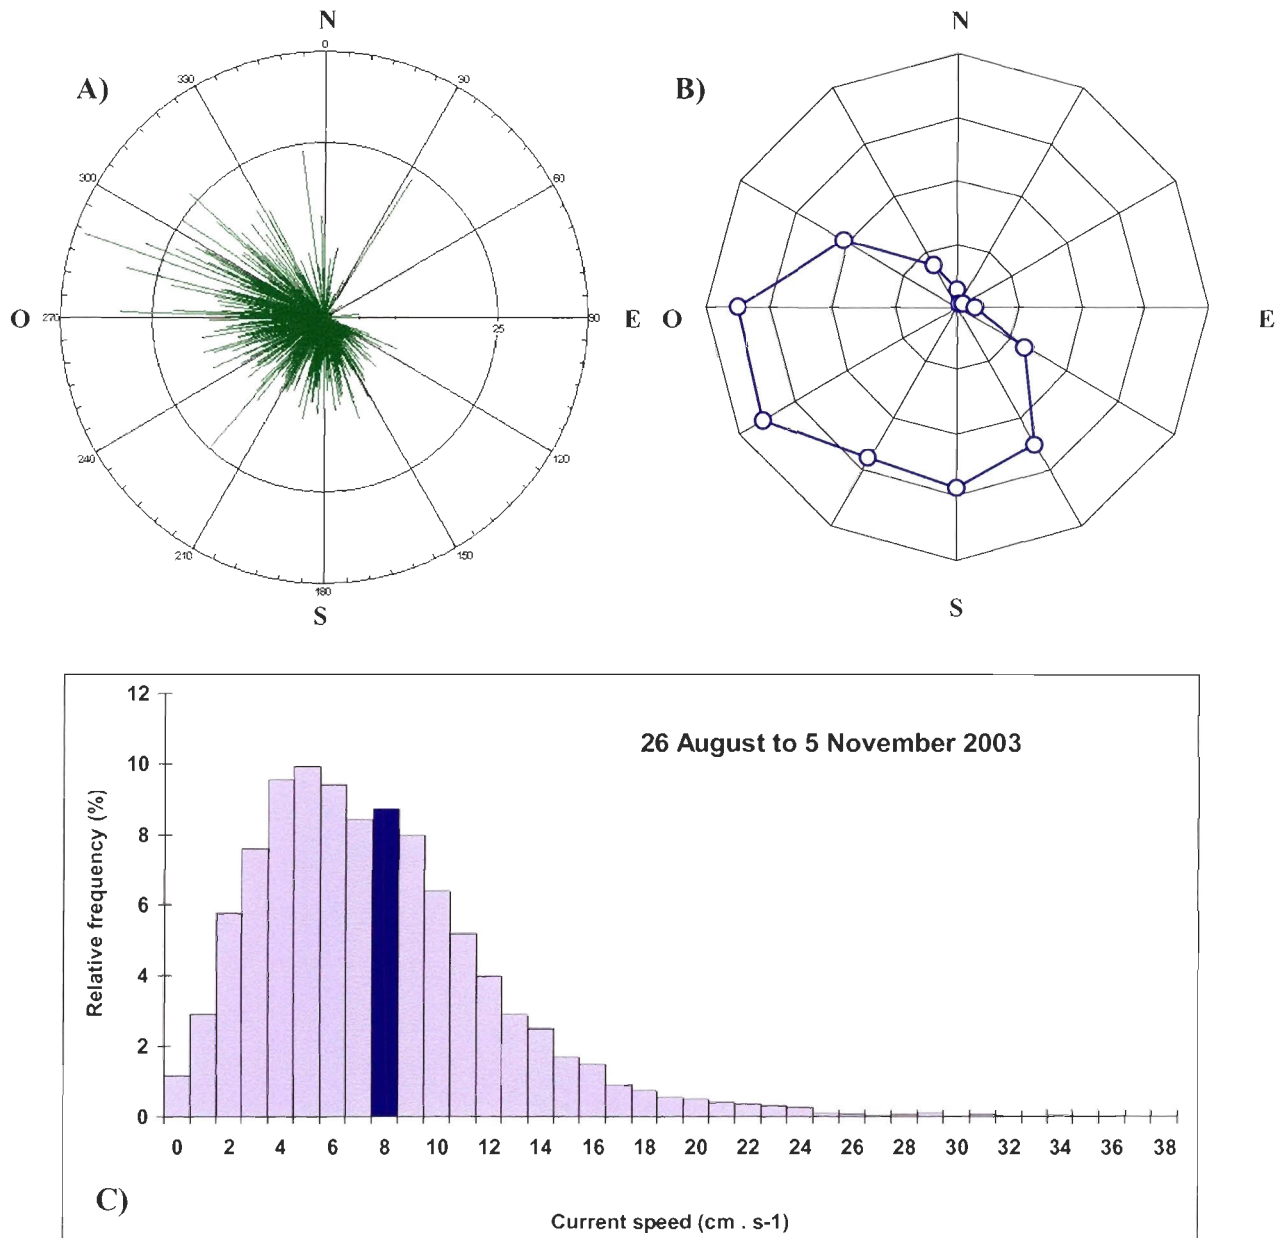 N
N
A)
B)
0
30
60
90
120
150
180
210
240
270
300
330
25
O
E
O
E
S
S
12
10
8
6
4
2
0
Relative frequency (%)
26 August to 5 November 2003
0 2 4 6 8 10 12 14 16 18 20 22 24 26 28 30 32 34 36 38
C)
Current speed (cm . s-1)